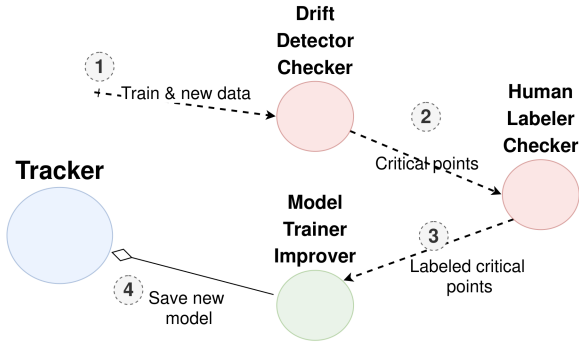 Drift
Detector
Checker
1
Train & new data
Human
Labeler
Checker
2
Critical points
Tracker
Model
Trainer
Improver
3
Labeled critical
points
4
Save new
model